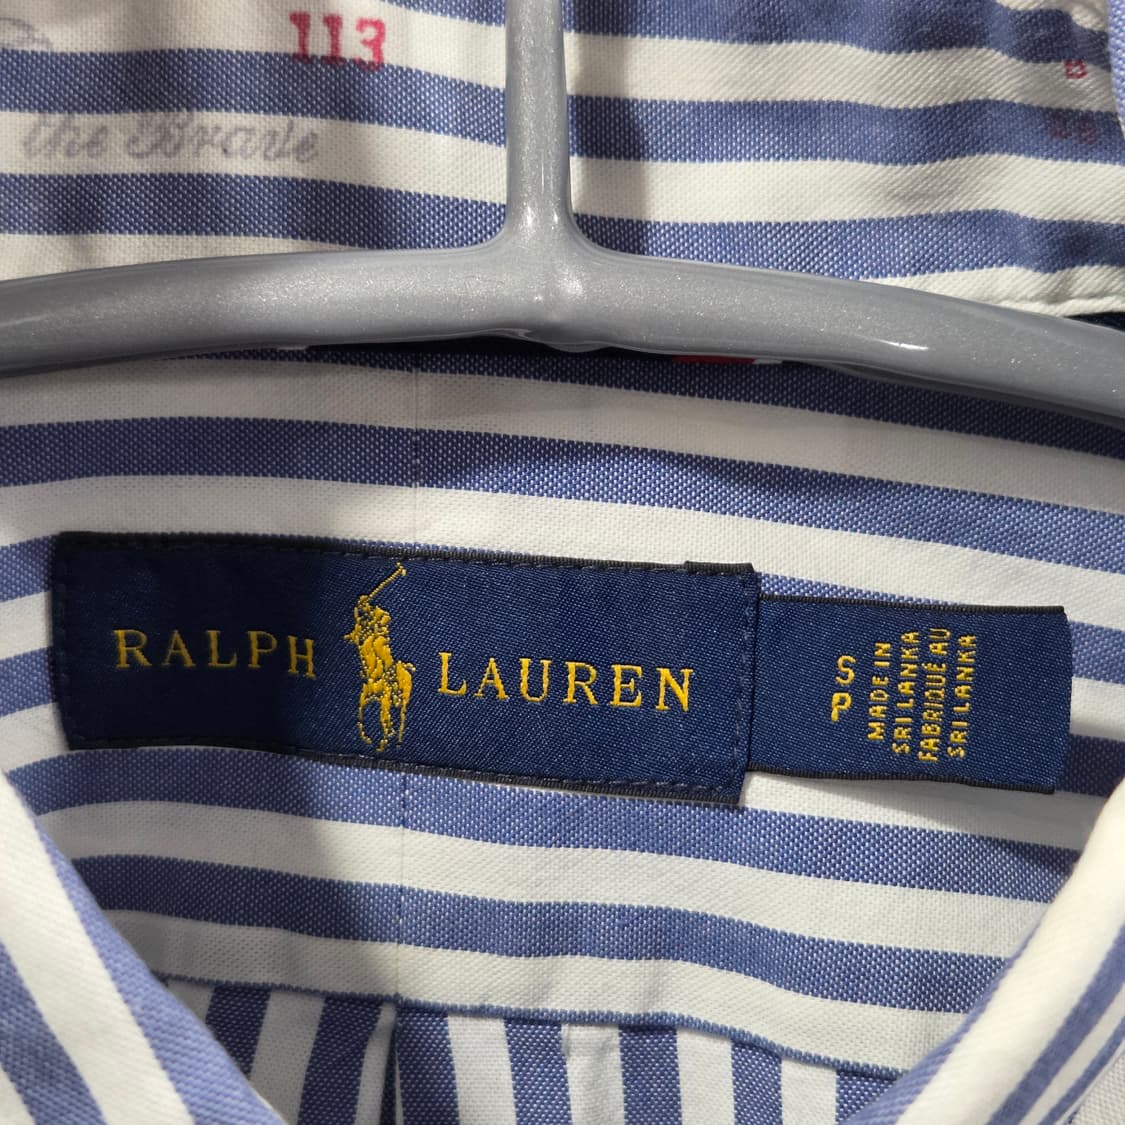 113
the Brave
RALPH LAUREN
S
P
MADE IN
SRI LANKA
FABRIQUÉ AU
SRI LANKA